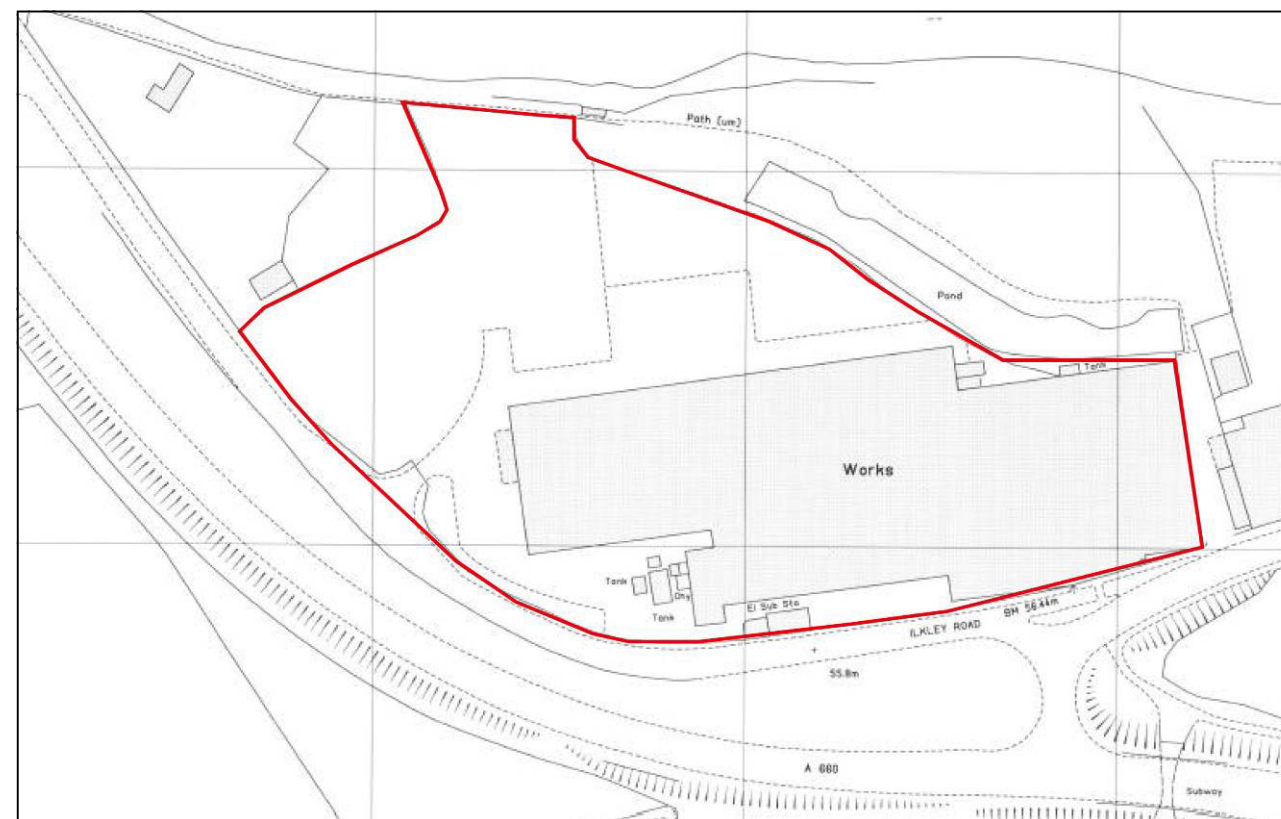 Path (um)
Pond
Tank
Works
Tank
Chy
Tank
El Sub Sta
BM 56.44m
ILKLEY ROAD
55.8m
A 660
Subway